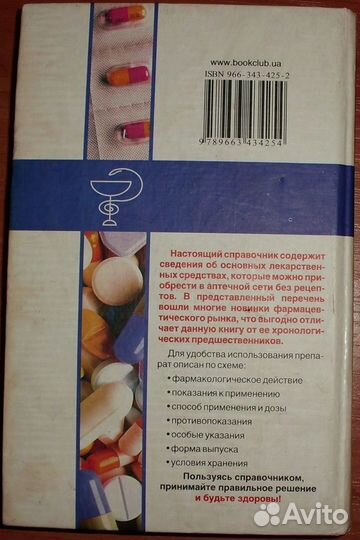 www.bookclub.ua
ISBN 966-343-425-2
9 789663 434254
Настоящий справочник содержит
сведения об основных лекарствен-
ных средствах, которые можно при-
обрести в аптечной сети без рецеп-
тов. В представленный перечень
вошли многие новинки фармацев-
тического рынка, что выгодно отли-
чает данную книгу от ее хронологи-
ческих предшественников.
Для удобства использования препа-
рат описан по схеме:
•фармакологическое действие
•показания к применению
•способ применения и дозы
•противопоказания
•особые указания
•форма выпуска
•условия хранения
Пользуясь справочником,
принимайте правильное решение
и будьте здоровы!
Avito